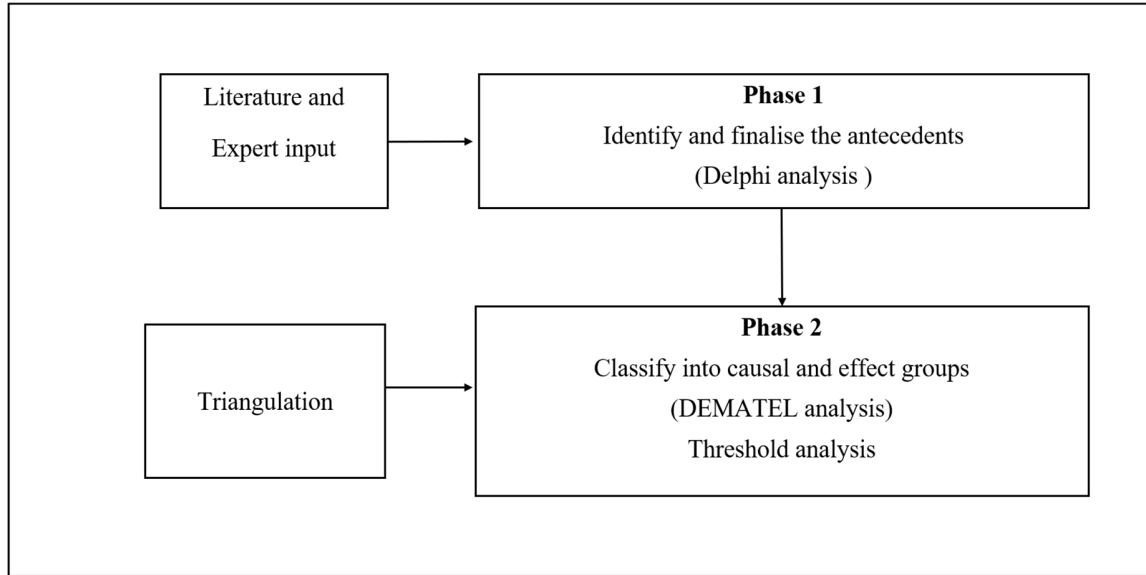 Literature and
Expert input
Phase 1
Identify and finalise the antecedents
(Delphi analysis )
Triangulation
Phase 2
Classify into causal and effect groups
(DEMATEL analysis)
Threshold analysis